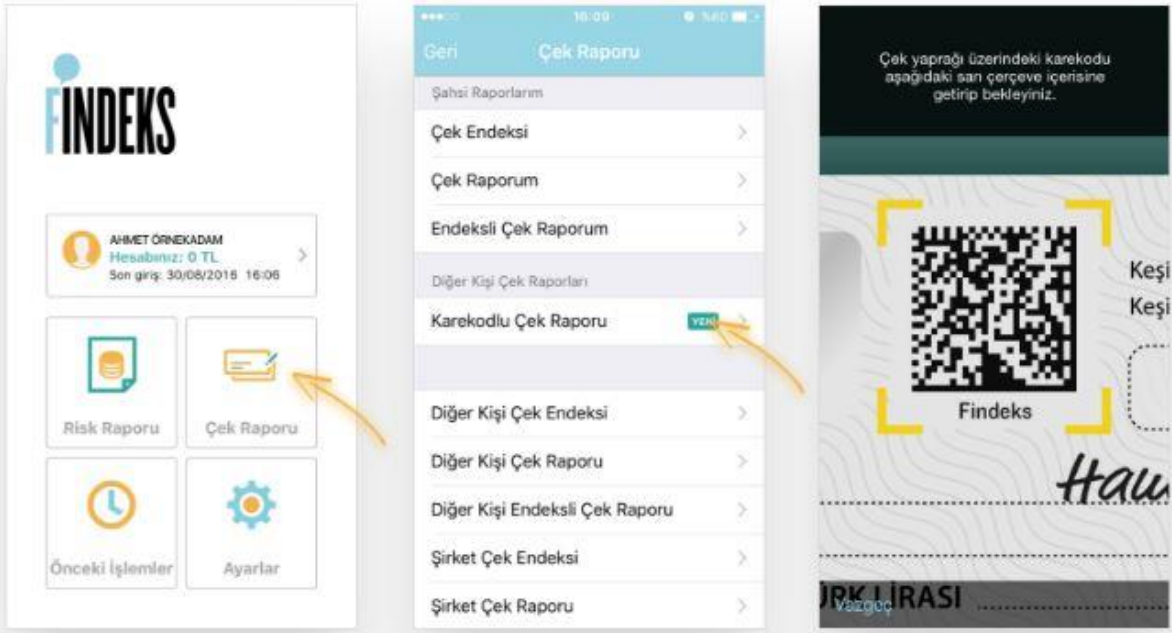 FINDEKS
AHMET ÖRNEKADAM
Hesabınız: 0 TL
Son giriş: 30/08/2016 16:06
Risk Raporu
Çek Raporu
Önceki İşlemler
Ayarlar
16:09
%60
Geri
Çek Raporu
Şahsi Raporlarım
Çek Endeksi
Çek Raporum
Endeksli Çek Raporum
Diğer Kişi Çek Raporları
Karekodlu Çek Raporu
YENİ
Diğer Kişi Çek Endeksi
Diğer Kişi Çek Raporu
Diğer Kişi Endeksli Çek Raporu
Şirket Çek Endeksi
Şirket Çek Raporu
Çek yaprağı üzerindeki karekodu
aşağıdaki sarı çerçeve içerisine
getirip bekleyiniz.
Keşi
Keşi
Findeks
Ham
ÜRK LİRASI
Vazgeç